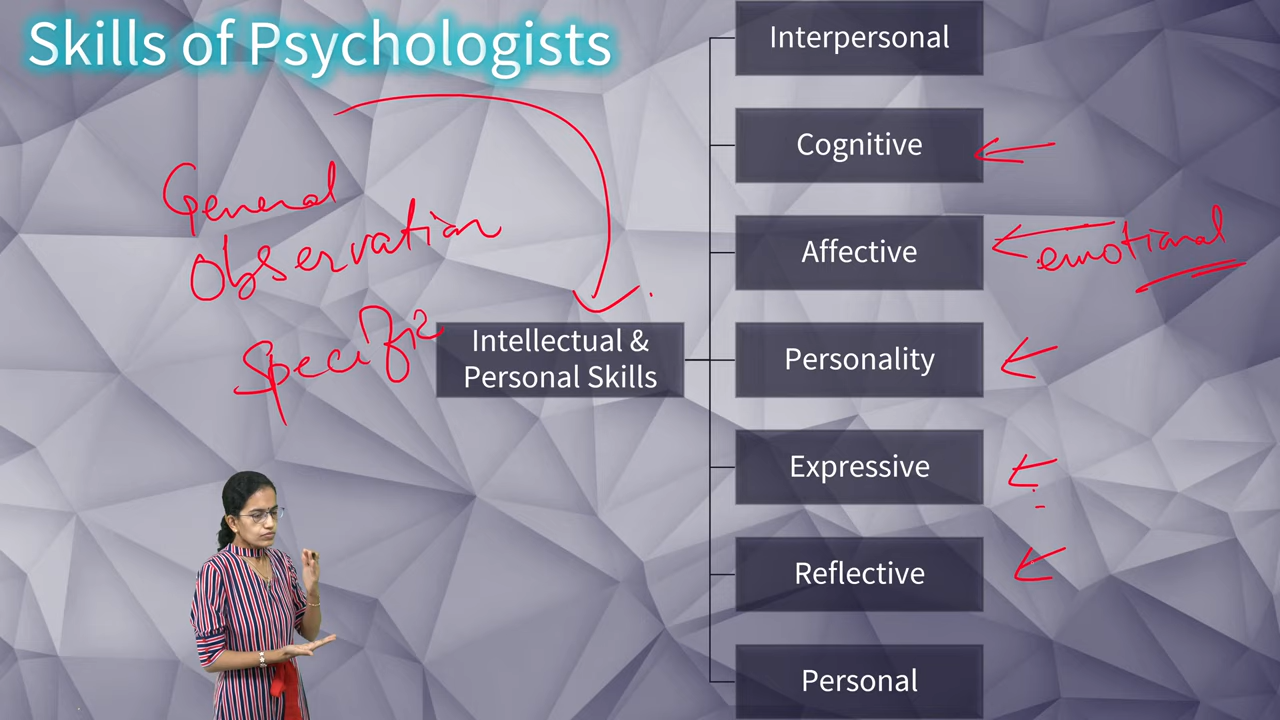 Skills of Psychologists
General
Observation
Specific
Intellectual &
Personal Skills
Interpersonal
Cognitive
Affective
emotional
Personality
Expressive
Reflective
Personal